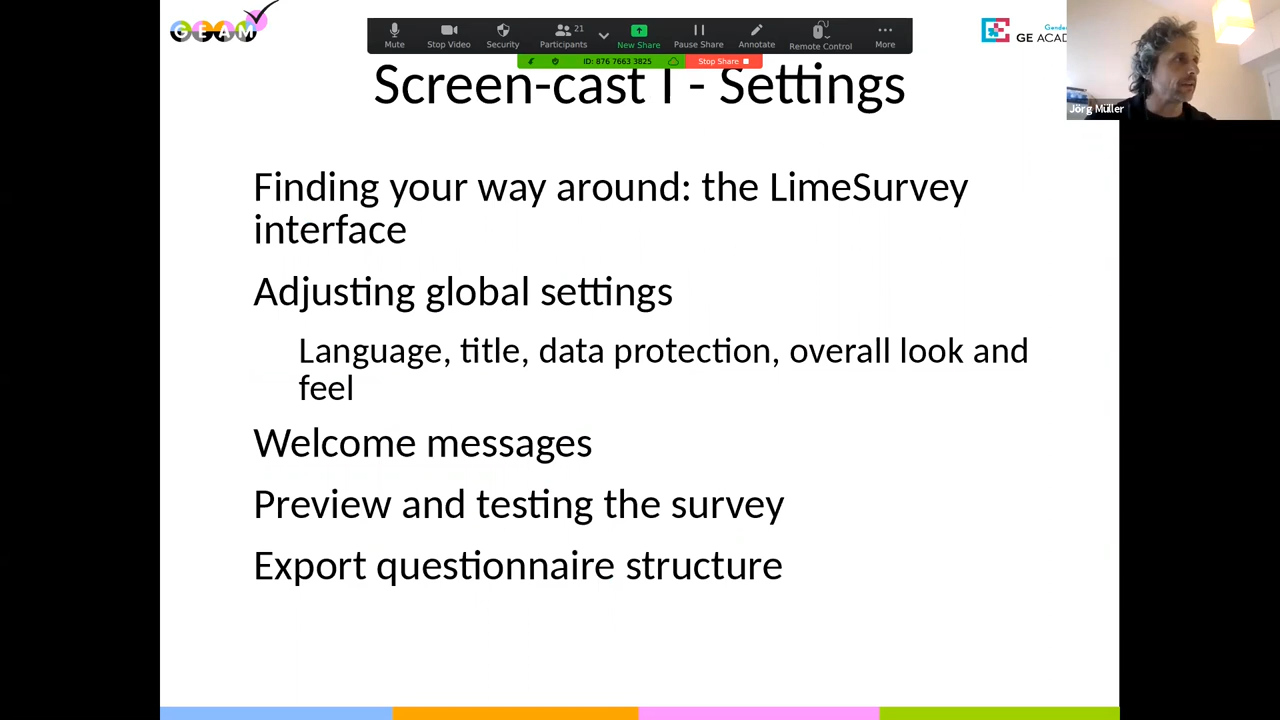 GEAM
Mute
Stop Video
Security
Participants
21
New Share
Pause Share
Annotate
Remote Control
More
ID: 876 7663 3825
Stop Share
GE ACAD
Jörg Müller
Screen-cast I - Settings
Finding your way around: the LimeSurvey
interface
Adjusting global settings
Language, title, data protection, overall look and
feel
Welcome messages
Preview and testing the survey
Export questionnaire structure